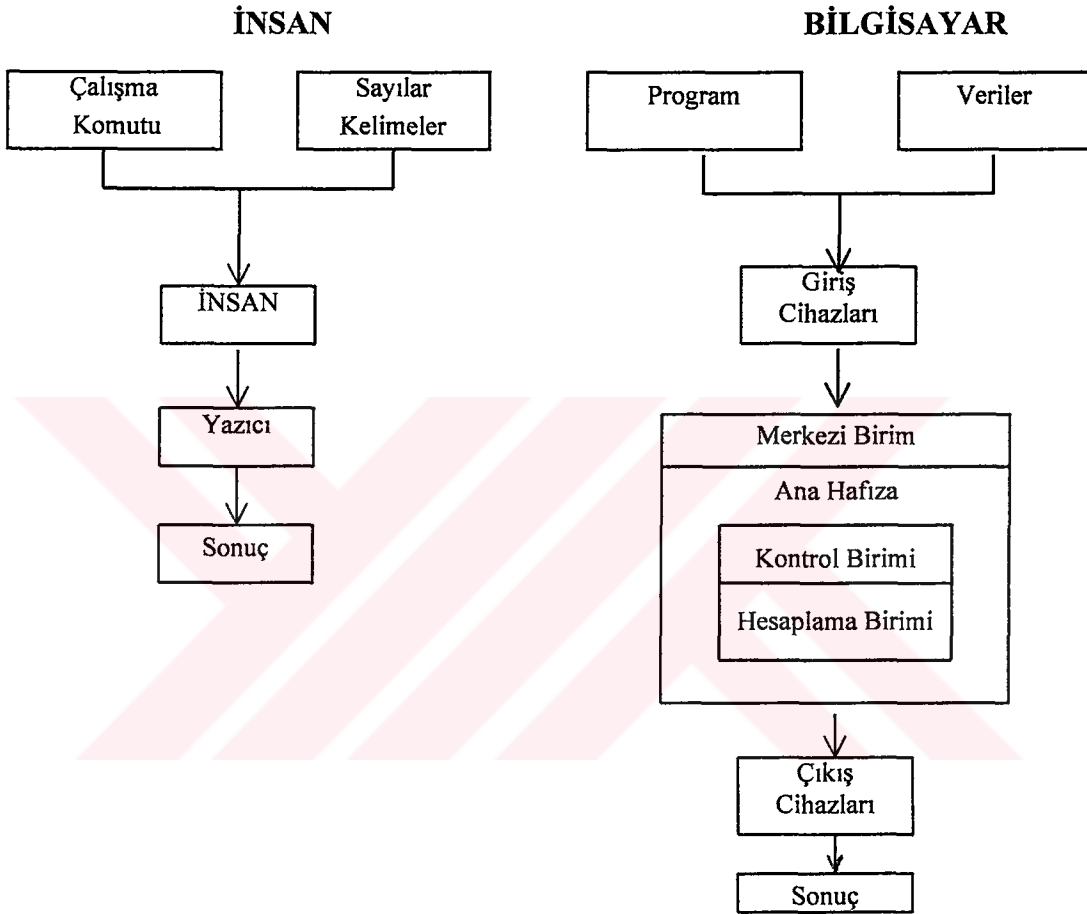 İNSAN
Çalışma
Komutu
Sayılar
Kelimeler
İNSAN
Yazıcı
Sonuç
BİLGİSAYAR
Program
Veriler
Giriş
Cihazları
Merkezi Birim
Ana Hafıza
Kontrol Birimi
Hesaplama Birimi
Çıkış
Cihazları
Sonuç